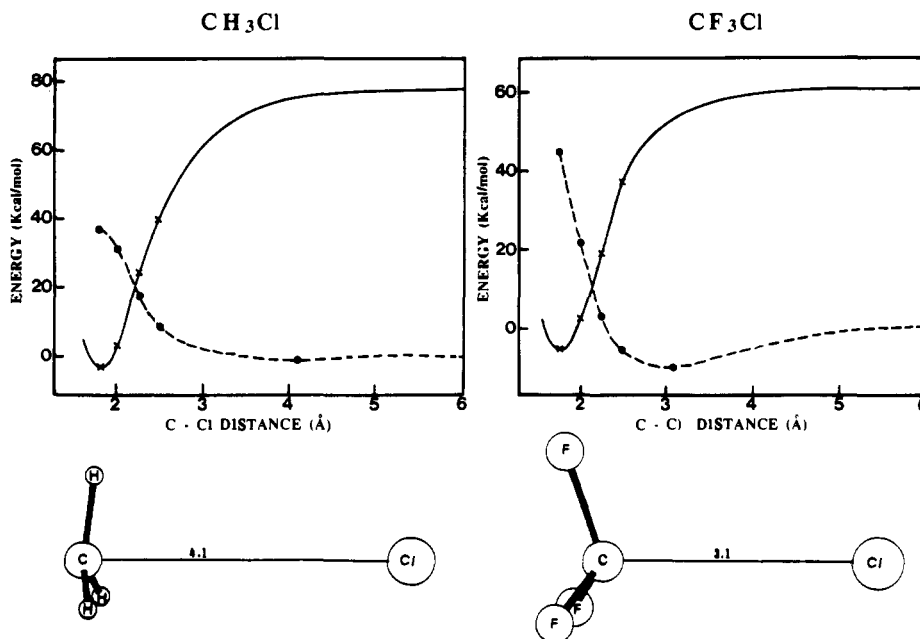 CH₃Cl
CF₃Cl
ENERGY (Kcal/mol)
80
60
40
20
0
2
3
4
5
6
C - Cl DISTANCE (Å)
ENERGY (Kcal/mol)
60
40
20
0
2
3
4
5
6
C - Cl DISTANCE (Å)
H
C
H
H
4.1
Cl
F
C
F
F
3.1
Cl